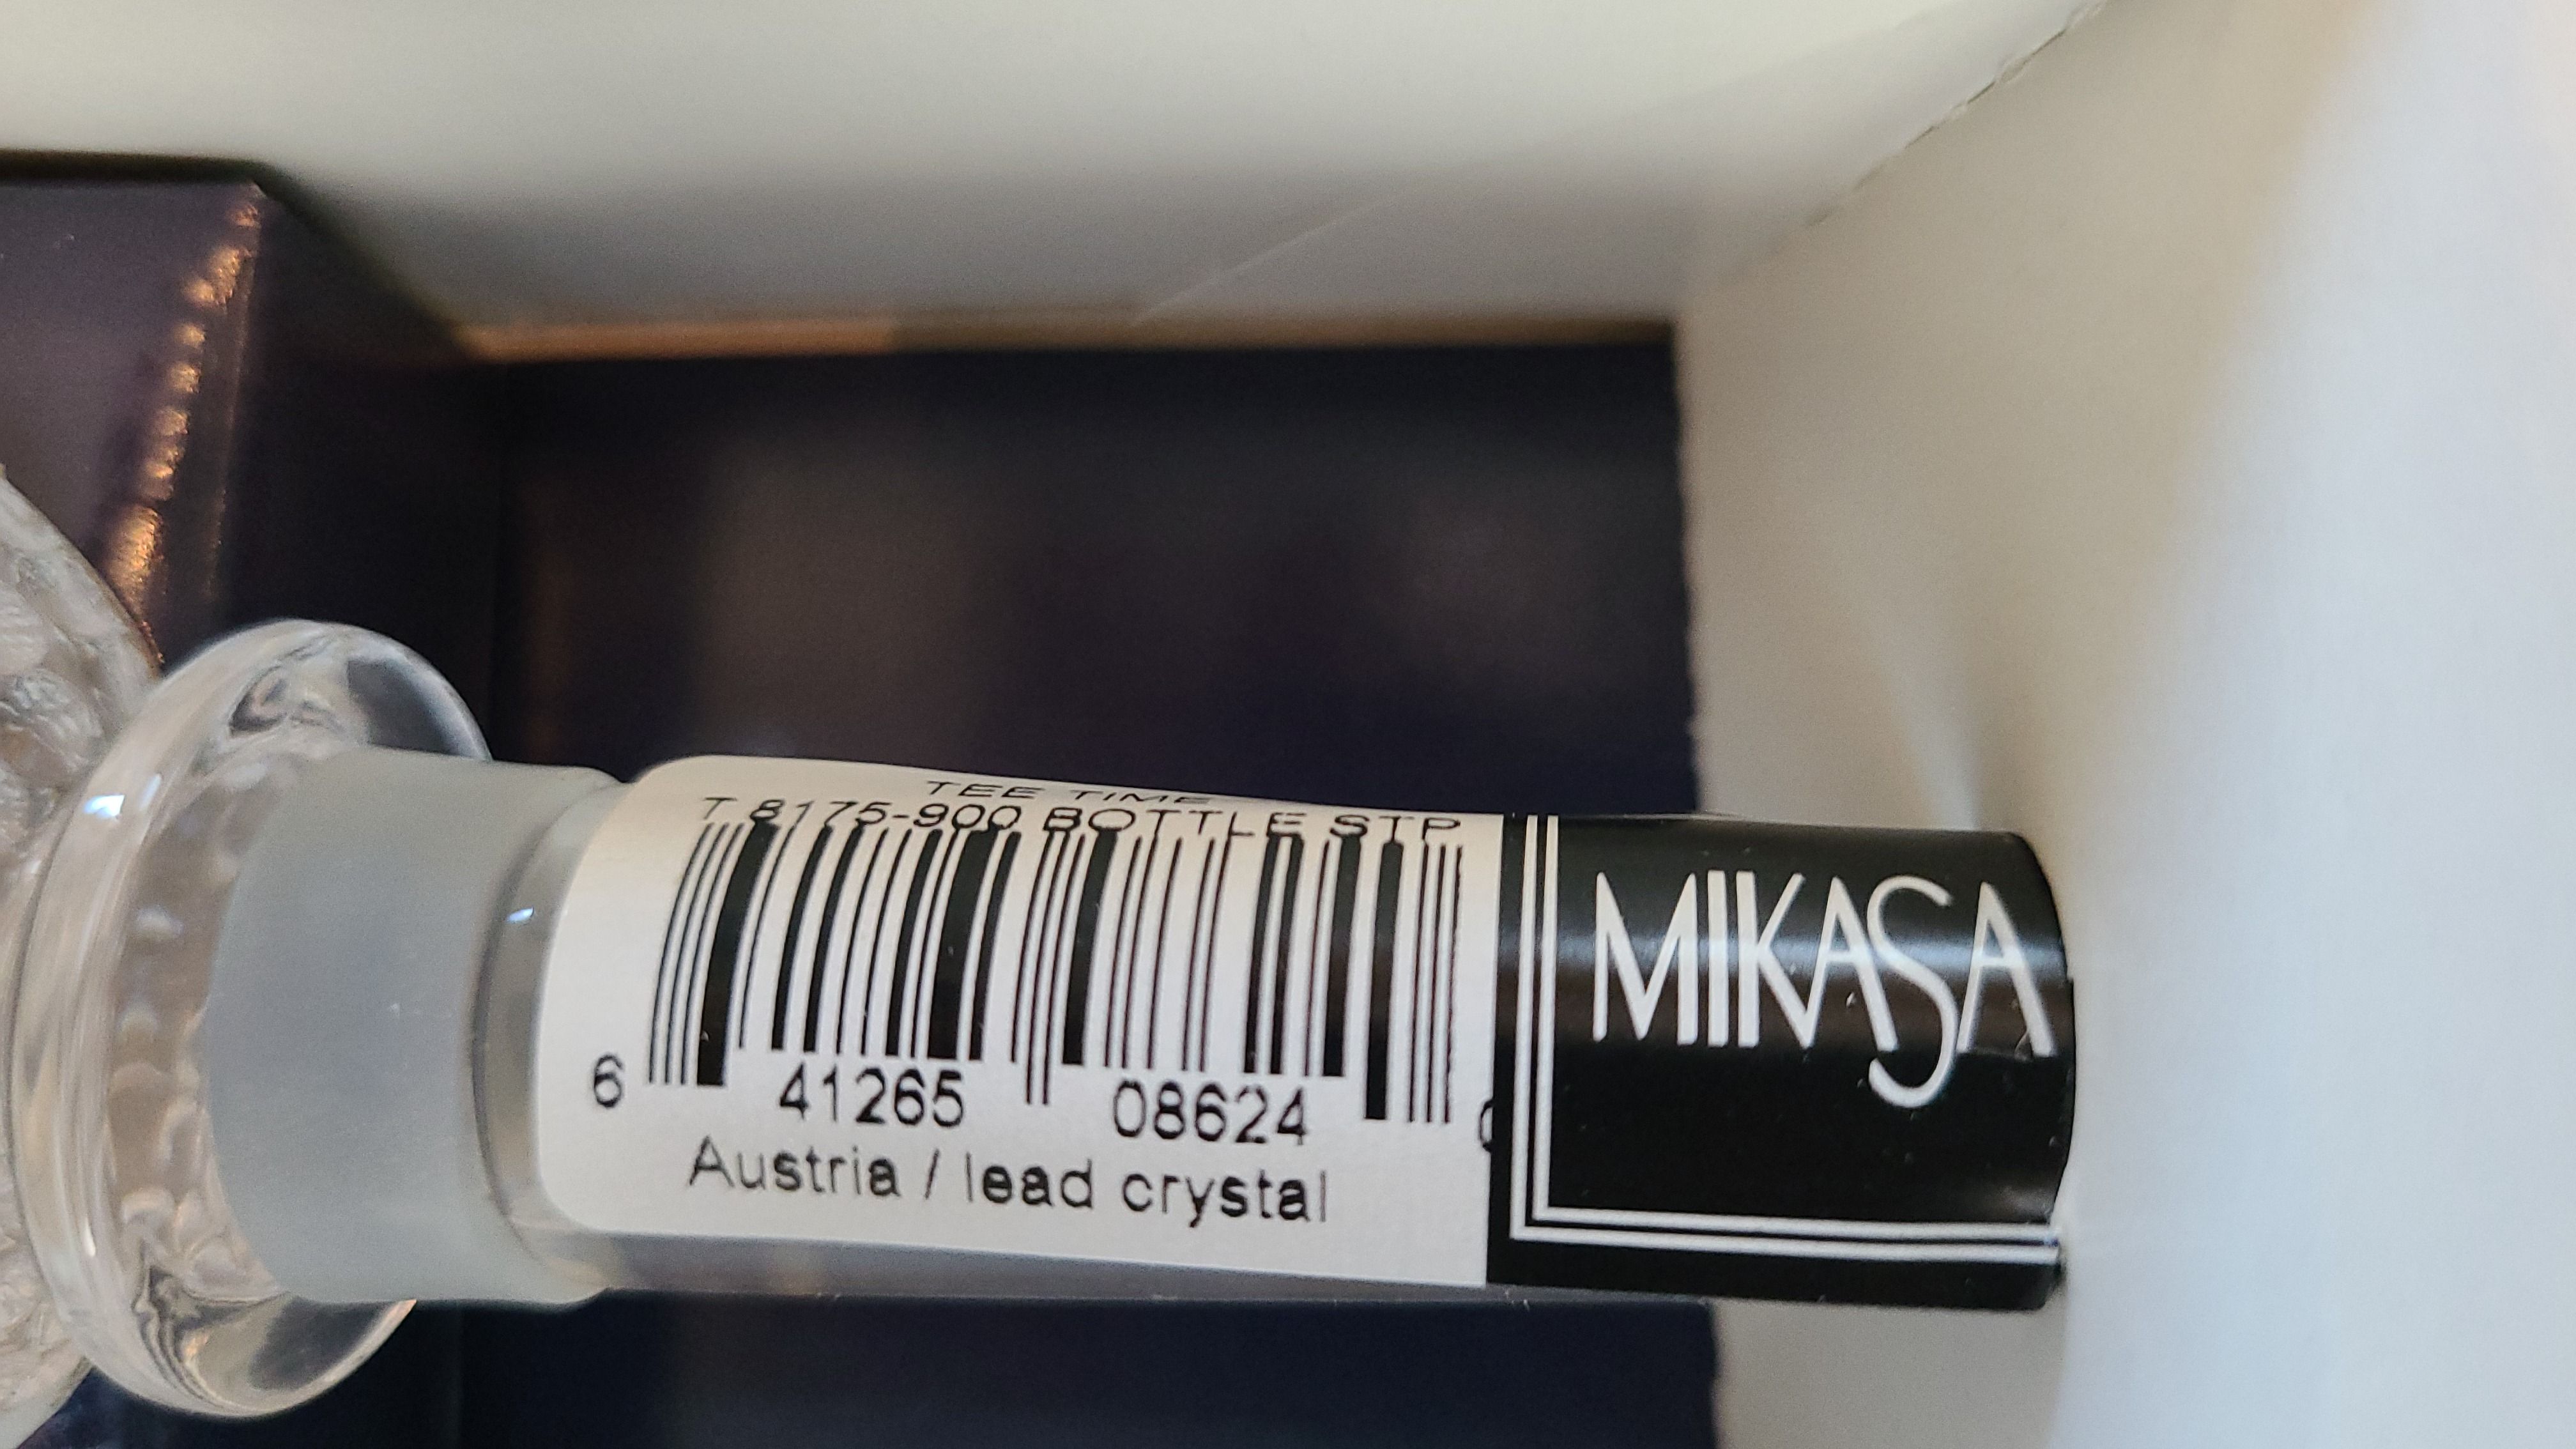 TEE TIME
T 8175-900 BOTTLE STP
6 41265 08624
Austria / lead crystal
MIKASA